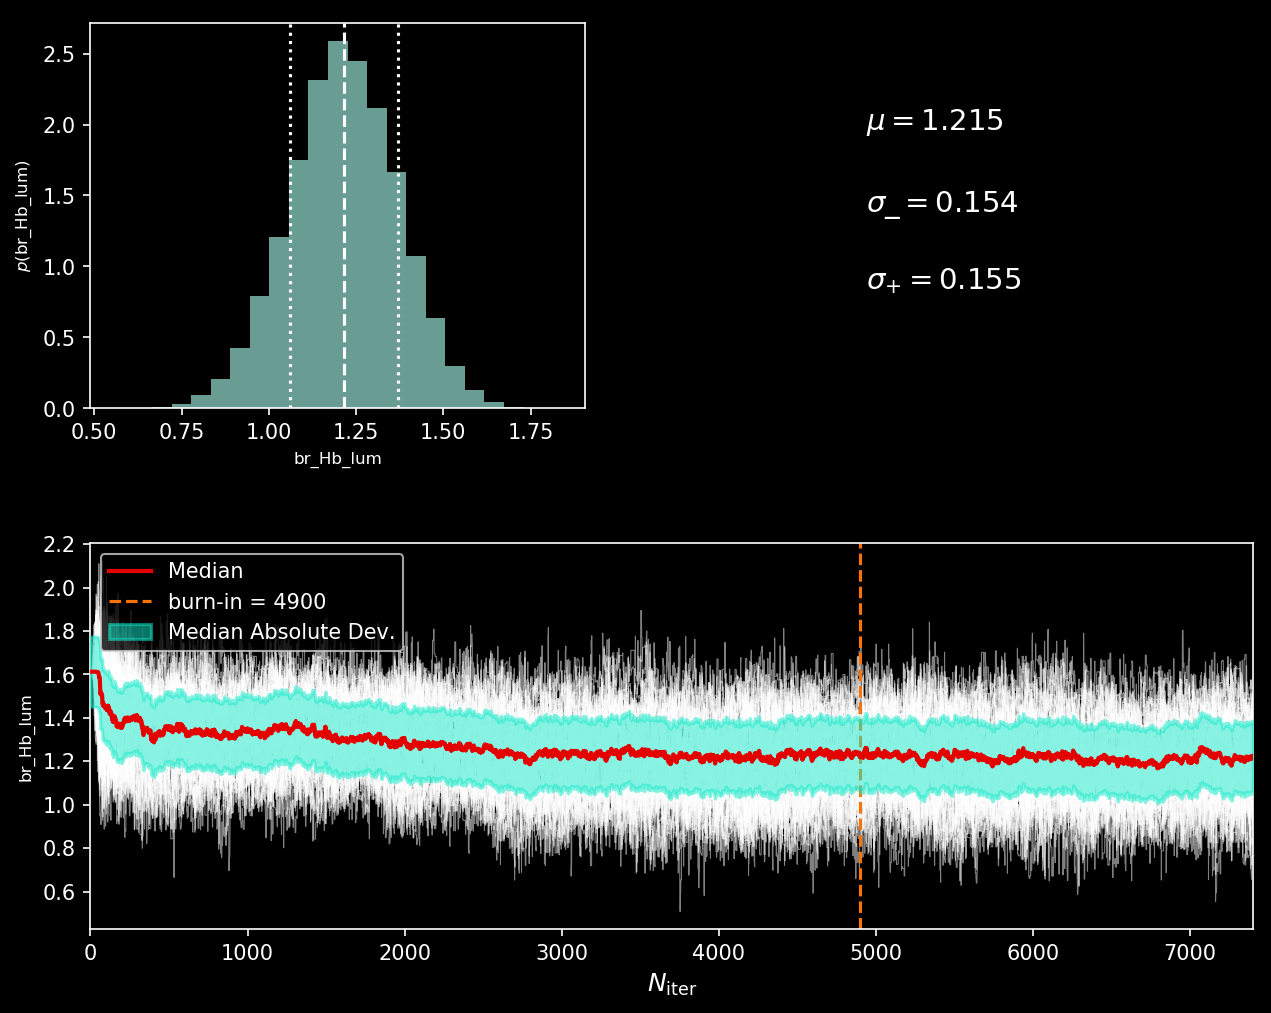 2.5
2.0
1.5
1.0
0.5
0.0
p(br_Hb_lum)
0.50 0.75 1.00 1.25 1.50 1.75
br_Hb_lum
μ = 1.215
σ₋ = 0.154
σ₊ = 0.155
2.2
2.0
1.8
1.6
1.4
1.2
1.0
0.8
0.6
br_Hb_lum
Median
burn-in = 4900
Median Absolute Dev.
0 1000 2000 3000 4000 5000 6000 7000
N_iter